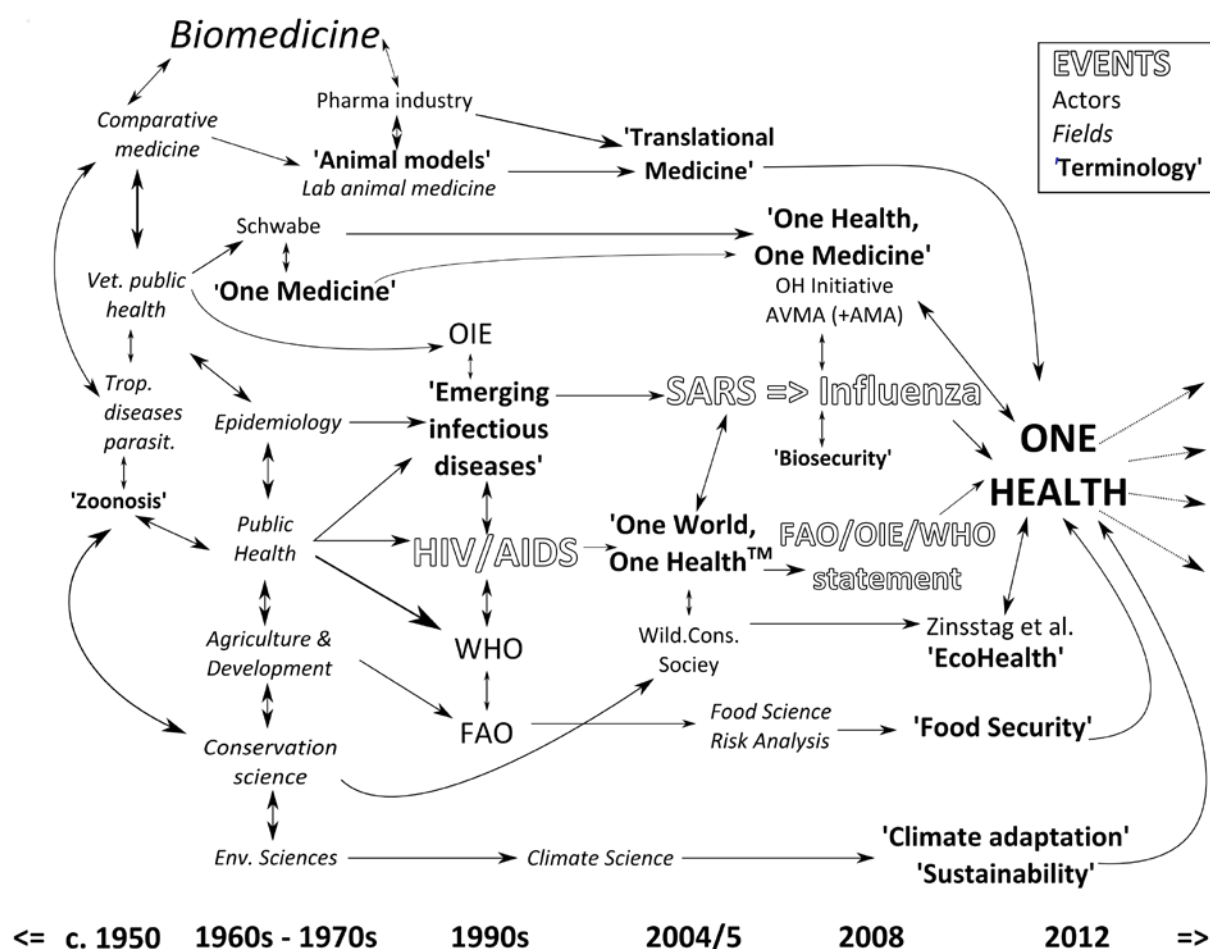 Biomedicine
EVENTS
Actors
Fields
'Terminology'
Pharma industry
Comparative
medicine
'Animal models'
Lab animal medicine
'Translational
Medicine'
Schwabe
'One Medicine'
'One Health,
One Medicine'
OH Initiative
AVMA (+AMA)
Vet. public
health
OIE
Trop.
diseases
parasit.
Epidemiology
'Emerging
infectious
diseases'
SARS => Influenza
'Biosecurity'
ONE
HEALTH
'Zoonosis'
Public
Health
HIV/AIDS
'One World,
One Health™
FAO/OIE/WHO
statement
Agriculture &
Development
WHO
Wild.Cons.
Sociey
Zinsstag et al.
'EcoHealth'
Conservation
science
FAO
Food Science
Risk Analysis
'Food Security'
Env. Sciences
Climate Science
'Climate adaptation'
'Sustainability'
<= c. 1950 1960s - 1970s 1990s 2004/5 2008 2012 =>